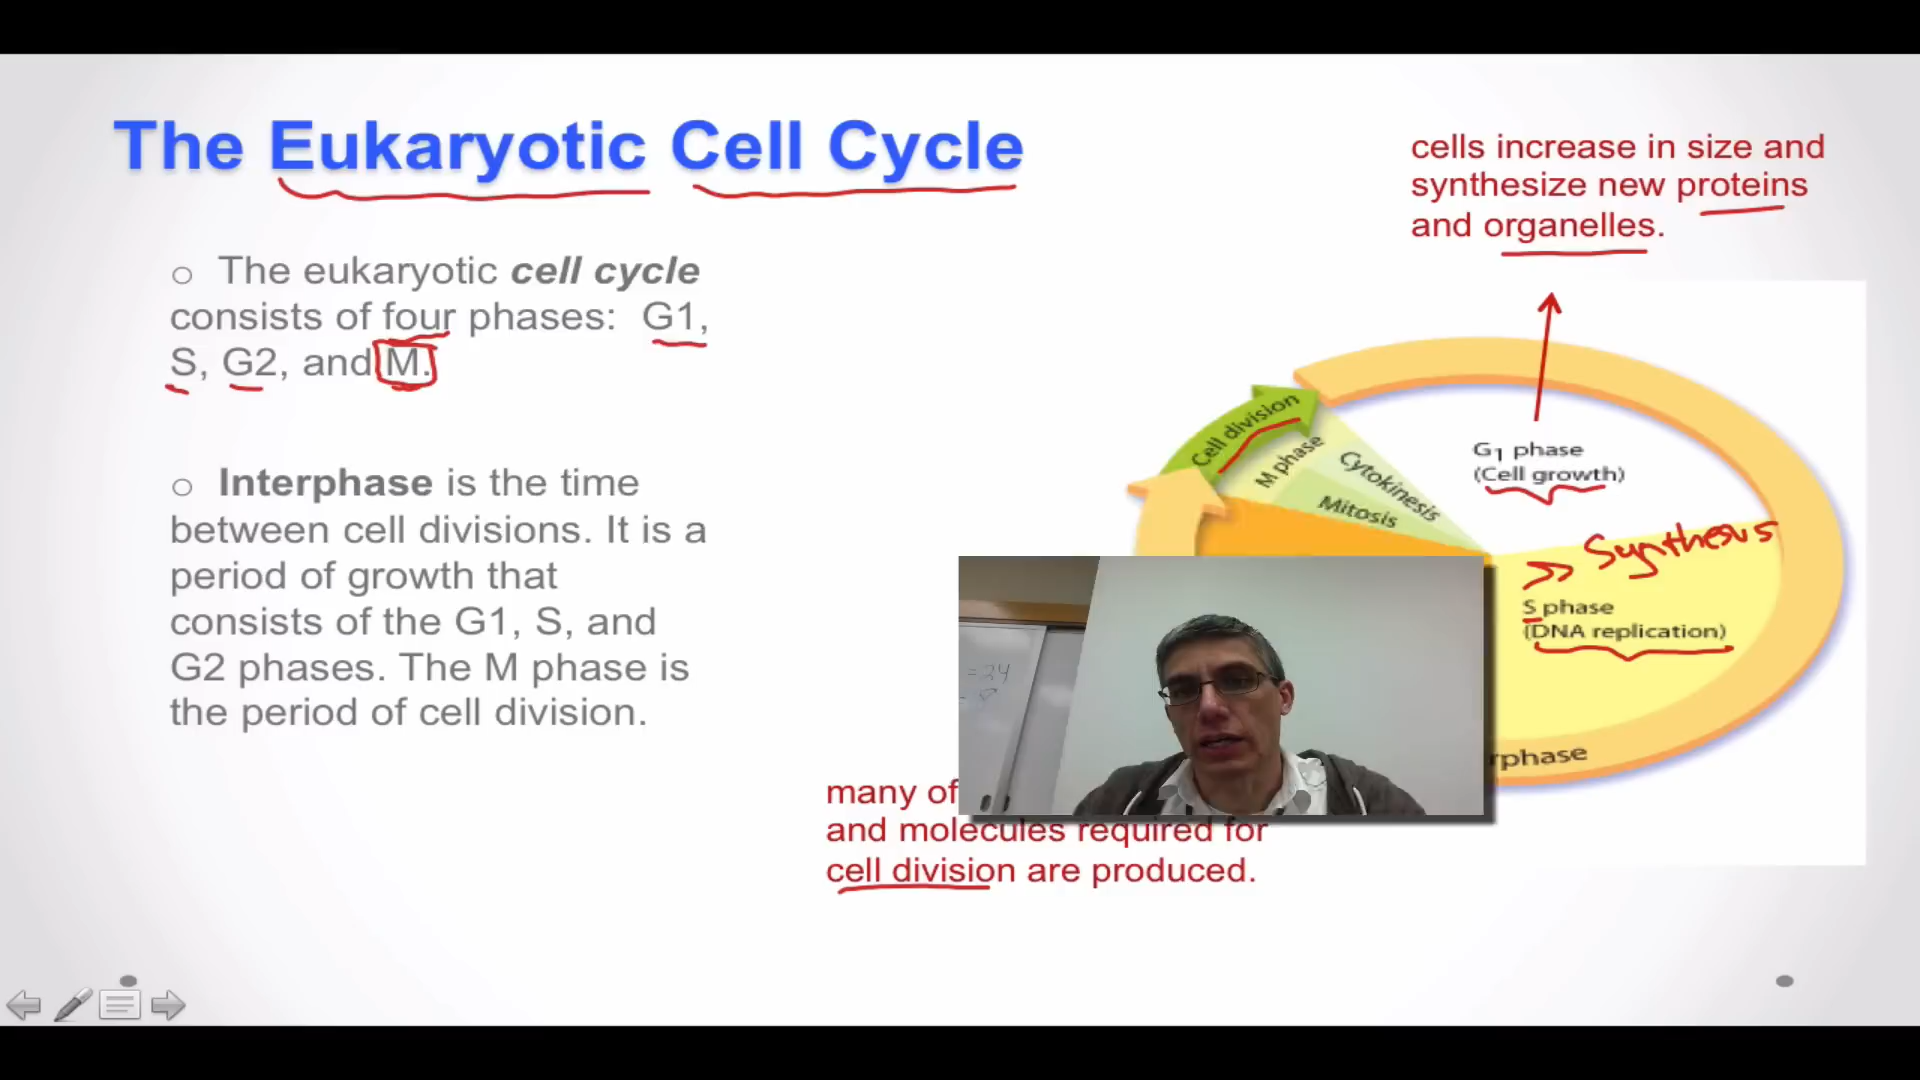 The Eukaryotic Cell Cycle
cells increase in size and
synthesize new proteins
and organelles.
The eukaryotic cell cycle
consists of four phases: G1,
S, G2, and M.
Interphase is the time
between cell divisions. It is a
period of growth that
consists of the G1, S, and
G2 phases. The M phase is
the period of cell division.
Cell division
M phase
Cytokinesis
Mitosis
G1 phase
(Cell growth)
Synthesis
S phase
(DNA replication)
=24
rphase
many of
and molecules required for
cell division are produced.